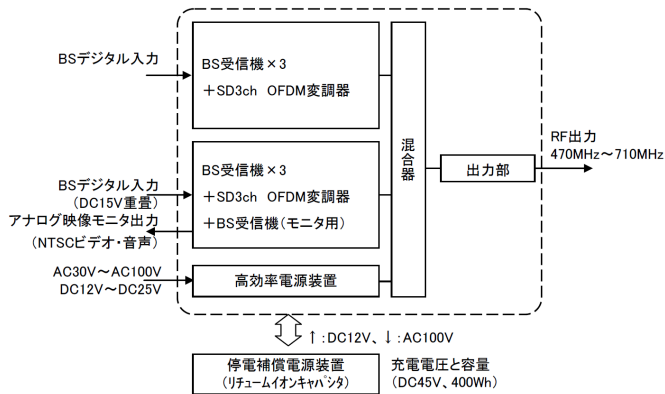 BSデジタル入力
BS受信機×3
＋SD3ch OFDM変調器
混合器
RF出力
470MHz～710MHz
出力部
BSデジタル入力
(DC15V重畳)
アナログ映像モニタ出力
(NTSCビデオ・音声)
BS受信機×3
＋SD3ch OFDM変調器
＋BS受信機(モニタ用)
AC30V～AC100V
DC12V～DC25V
高効率電源装置
↑:DC12V、↓:AC100V
停電補償電源装置
(リチュームイオンキャパシタ)
充電電圧と容量
(DC45V、400Wh)